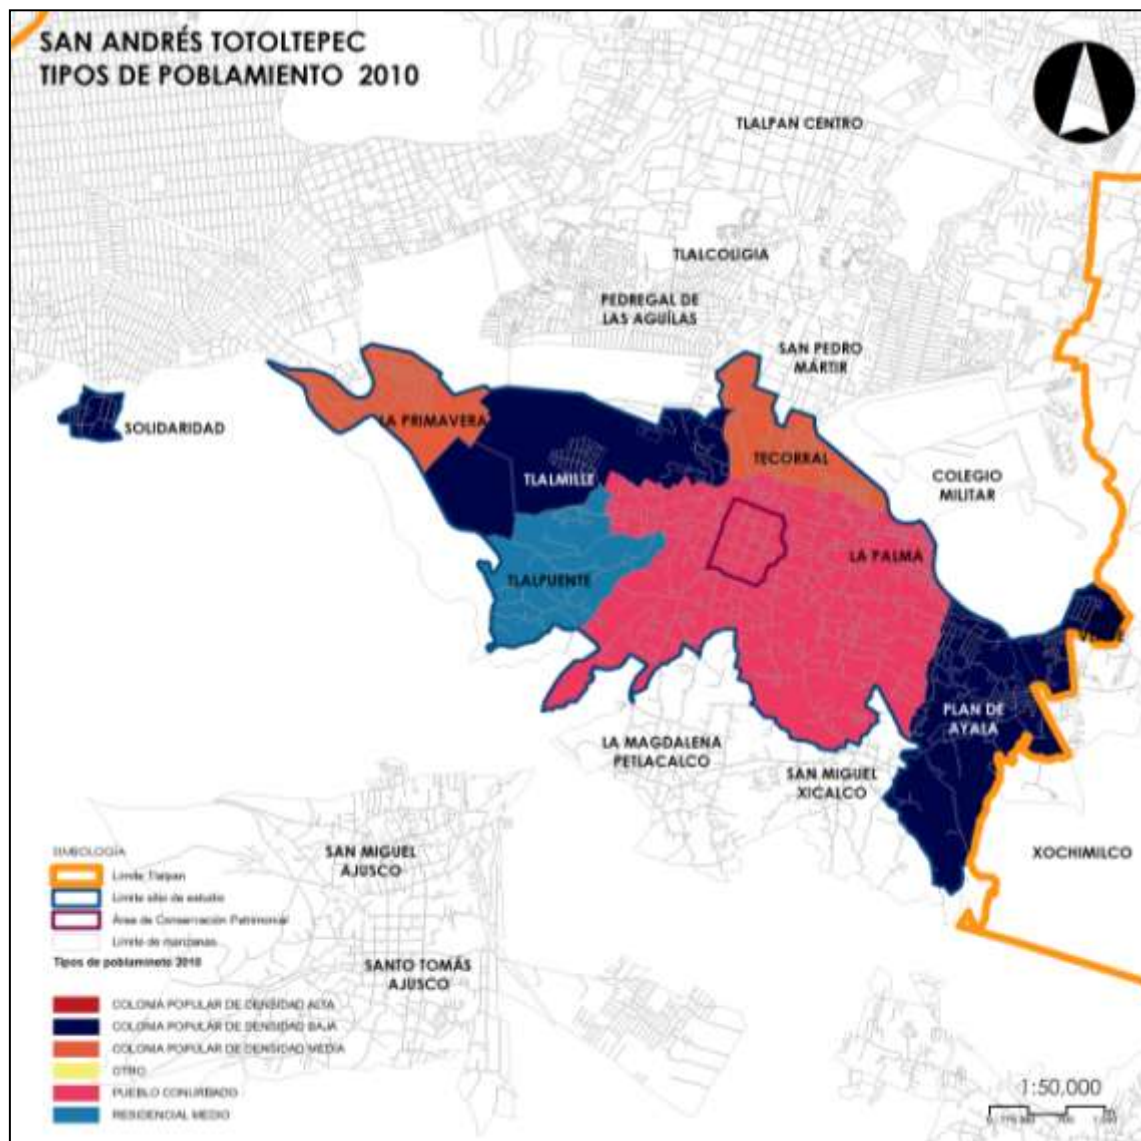 SAN ANDRÉS TOTOLTEPEC
TIPOS DE POBLAMIENTO 2010
TLALPAN CENTRO
TLALCOLIGIA
PEDREGAL DE
LAS AGUÍLAS
SAN PEDRO
MÁRTIR
SOLIDARIDAD
LA PRIMAVERA
TECORRAL
TLALMILLE
COLEGIO
MILITAR
LA PALMA
TLALPUENTE
PLAN DE
AYALA
LA MAGDALENA
PETLACALCO
SAN MIGUEL
XICALCO
XOCHIMILCO
SAN MIGUEL
AJUSCO
SANTO TOMÁS
AJUSCO
SIMBOLOGÍA
Límite Tlalpan
Límite sitio de estudio
Área de Conservación Patrimonial
Límite de manzanas
Tipos de poblamineto 2010
COLONIA POPULAR DE DENSIDAD ALTA
COLONIA POPULAR DE DENSIDAD BAJA
COLONIA POPULAR DE DENSIDAD MEDIA
OTRO
PUEBLO CONURBADO
RESIDENCIAL MEDIO
1:50,000